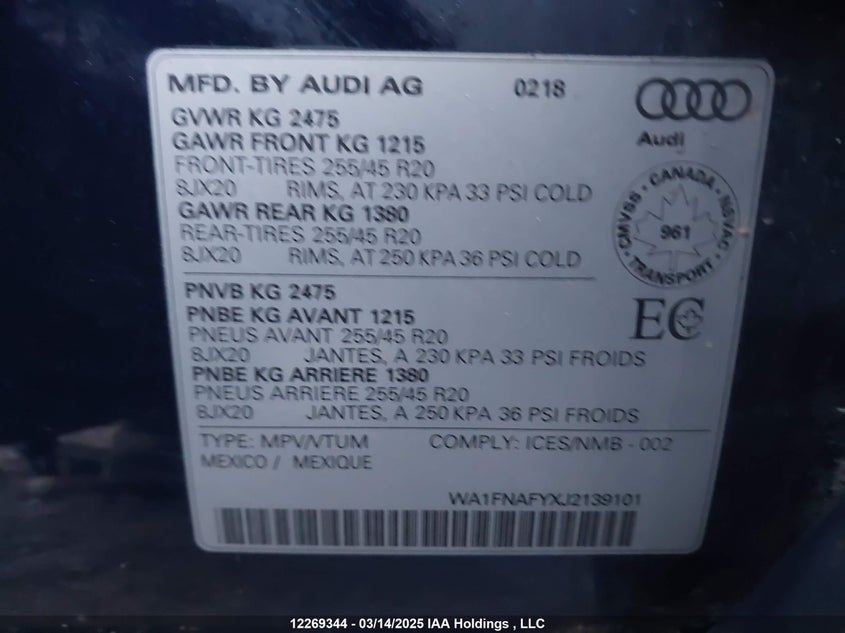 MFD. BY AUDI AG 0218
Audi
GVWR KG 2475
GAWR FRONT KG 1215
FRONT-TIRES 255/45 R20
8JX20 RIMS, AT 230 KPA 33 PSI COLD
GAWR REAR KG 1380
REAR-TIRES 255/45 R20
8JX20 RIMS, AT 250 KPA 36 PSI COLD
CMVSS · CANADA · NSVAC
961
TRANSPORT
EC
PNVB KG 2475
PNBE KG AVANT 1215
PNEUS AVANT 255/45 R20
8JX20 JANTES, A 230 KPA 33 PSI FROIDS
PNBE KG ARRIERE 1380
PNEUS ARRIERE 255/45 R20
8JX20 JANTES, A 250 KPA 36 PSI FROIDS
TYPE: MPV/VTUM COMPLY: ICES/NMB - 002
MEXICO / MEXIQUE
WA1FNAFYXJ2139101
12269344 - 03/14/2025 IAA Holdings , LLC